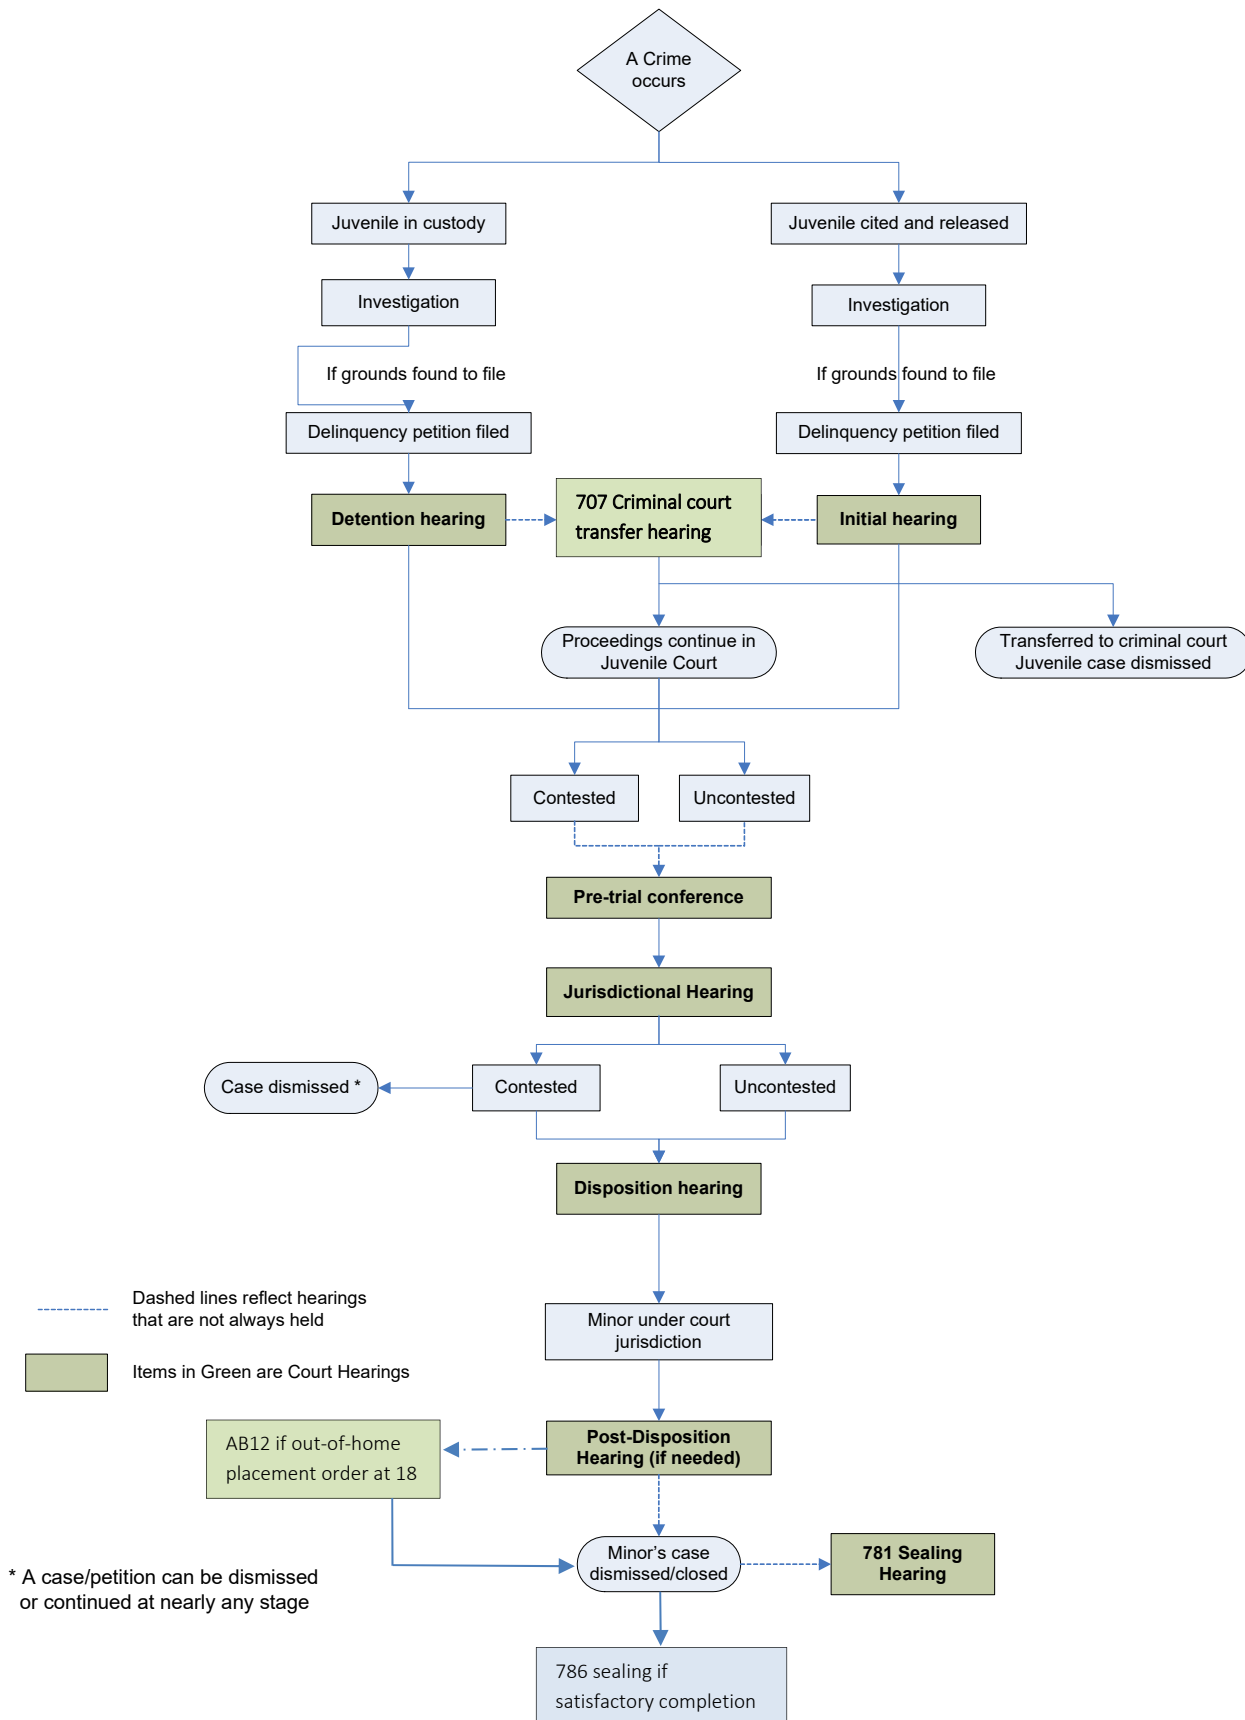 A Crime
occurs
Juvenile in custody
Juvenile cited and released
Investigation
Investigation
If grounds found to file
If grounds found to file
Delinquency petition filed
Delinquency petition filed
Detention hearing
707 Criminal court
transfer hearing
Initial hearing
Proceedings continue in
Juvenile Court
Transferred to criminal court
Juvenile case dismissed
Contested
Uncontested
Pre-trial conference
Jurisdictional Hearing
Case dismissed *
Contested
Uncontested
Disposition hearing
Dashed lines reflect hearings
that are not always held
Minor under court
jurisdiction
Items in Green are Court Hearings
AB12 if out-of-home
placement order at 18
Post-Disposition
Hearing (if needed)
Minor's case
dismissed/closed
781 Sealing
Hearing
* A case/petition can be dismissed
or continued at nearly any stage
786 sealing if
satisfactory completion